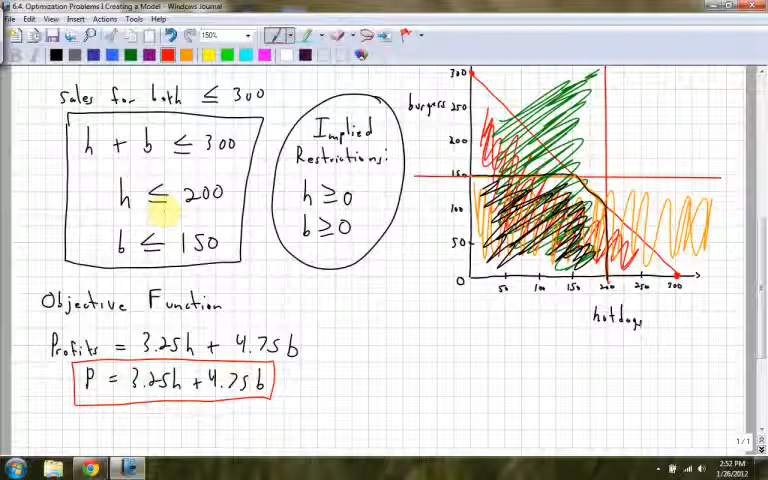 6.4. Optimization Problems I Creating a Model - Windows Journal
File Edit View Insert Actions Tools Help
150%
B I
sales for both ≤ 300
h + b ≤ 300
h ≤ 200
b ≤ 150
Implied
Restrictions:
h ≥ 0
b ≥ 0
Objective Function
Profits = 3.25h + 4.75b
P = 3.25h + 4.75b
burgers
300
250
200
150
100
50
0
50 100 150 200 250 300
hotdogs
1/1
2:52 PM
1/26/2012